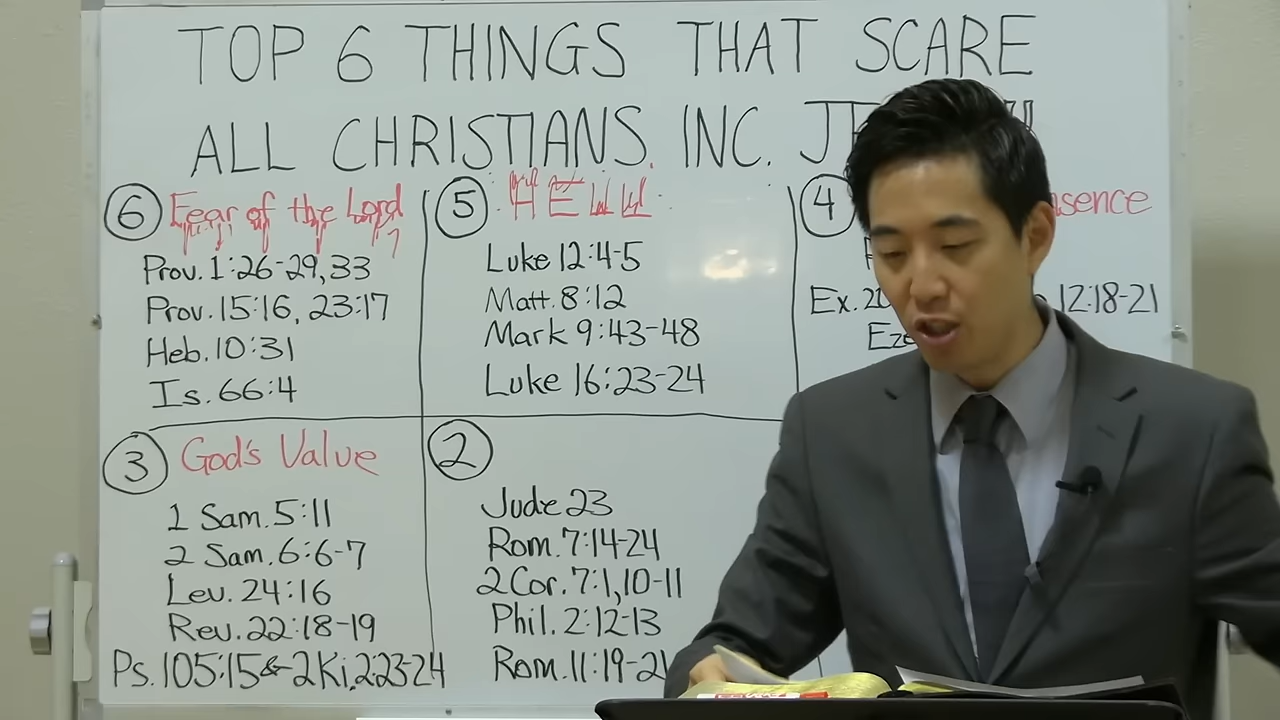 TOP 6 THINGS THAT SCARE
ALL CHRISTIANS. INC.
6 Fear of the Lord
Prov. 1:26-29,33
Prov. 15:16, 23:17
Heb. 10:31
Is. 66:4
5 HELL
Luke 12:4-5
Matt. 8:12
Mark 9:43-48
Luke 16:23-24
4
Ex. 12:18-21
3 God's Value
1 Sam. 5:11
2 Sam. 6:6-7
Lev. 24:16
Rev. 22:18-19
Ps. 105:15 & 2Ki. 2:23-24
2
Jude 23
Rom. 7:14-24
2 Cor. 7:1,10-11
Phil. 2:12-13
Rom. 11:19-21